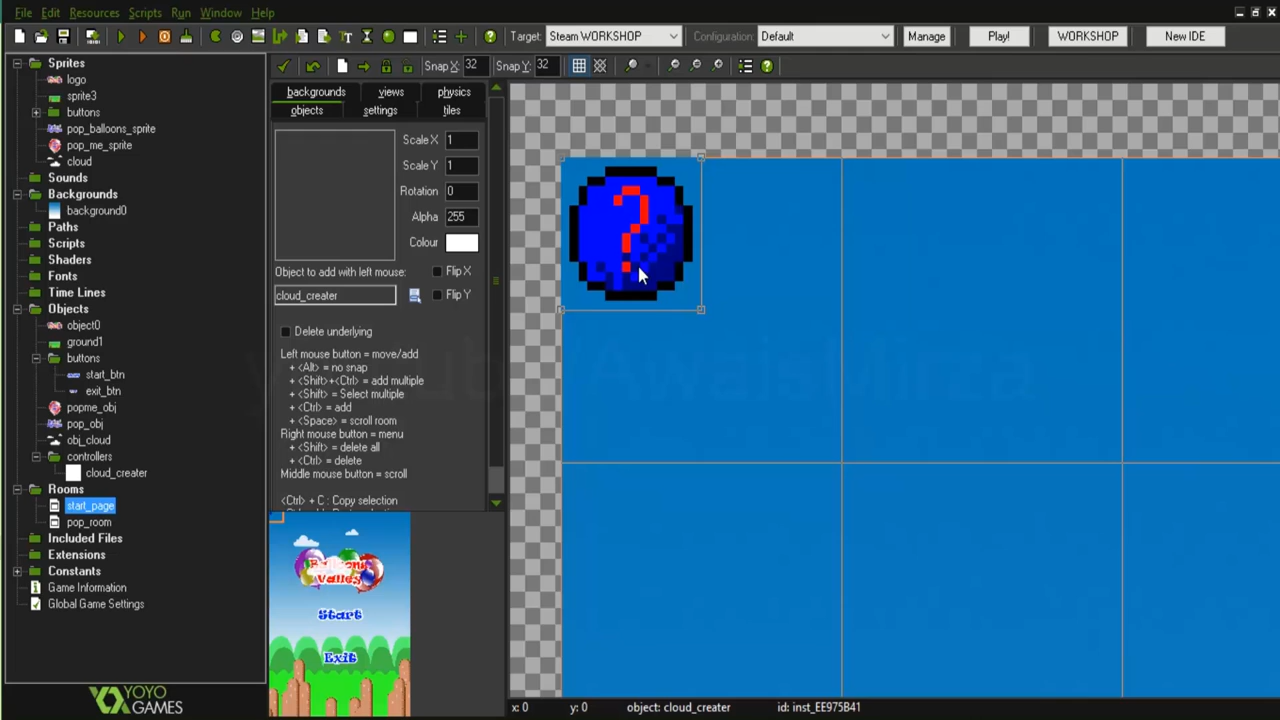 File Edit Resources Scripts Run Window Help
Target: Steam WORKSHOP Configuration: Default Manage Play! WORKSHOP New IDE
Snap X: 32 Snap Y: 32
Sprites
logo
sprite3
buttons
pop_balloons_sprite
pop_me_sprite
cloud
Sounds
Backgrounds
background0
Paths
Scripts
Shaders
Fonts
Time Lines
Objects
object0
ground1
buttons
start_btn
exit_btn
popme_obj
pop_obj
obj_cloud
controllers
cloud_creater
Rooms
start_page
pop_room
Included Files
Extensions
Constants
Game Information
Global Game Settings
YOYO
GAMES
backgrounds views physics
objects settings tiles
Scale X 1
Scale Y 1
Rotation 0
Alpha 255
Colour
Object to add with left mouse: Flip X
cloud_creater Flip Y
Delete underlying
Left mouse button = move/add
+ <Alt> = no snap
+ <Shift>+<Ctrl> = add multiple
+ <Shift> = Select multiple
+ <Ctrl> = add
+ <Space> = scroll room
Right mouse button = menu
+ <Shift> = delete all
+ <Ctrl> = delete
Middle mouse button = scroll
<Ctrl> + C : Copy selection
Balloons
Valley
Start
Exit
?
x: 0 y: 0 object: cloud_creater id: inst_EE975B41